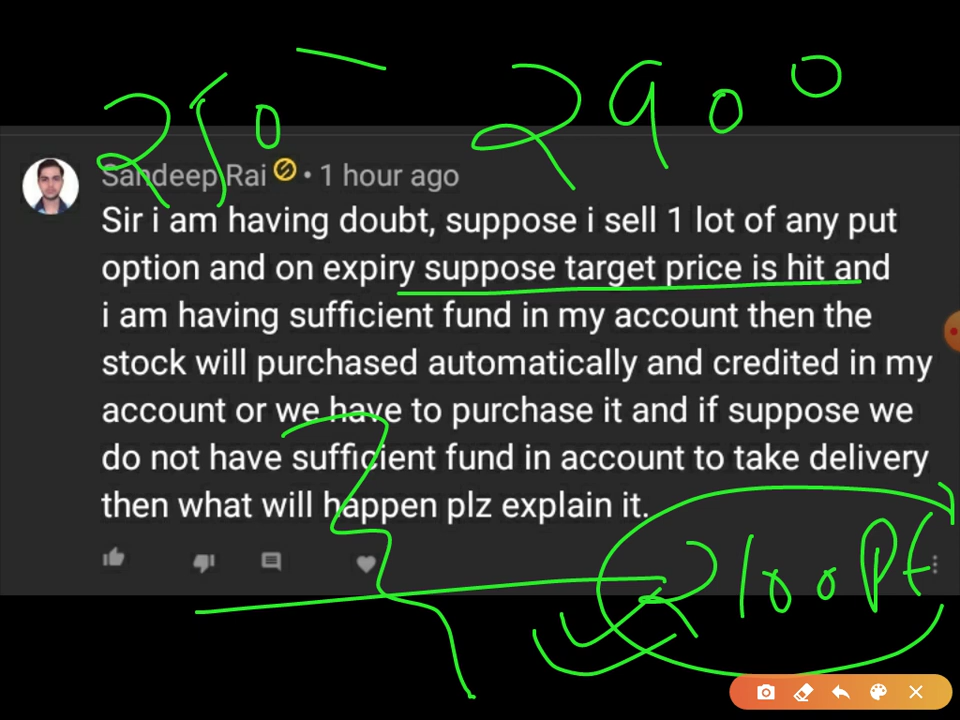 250 2900
Sandeep Rai • 1 hour ago
Sir i am having doubt, suppose i sell 1 lot of any put
option and on expiry suppose target price is hit and
i am having sufficient fund in my account then the
stock will purchased automatically and credited in my
account or we have to purchase it and if suppose we
do not have sufficient fund in account to take delivery
then what will happen plz explain it.
2100 PE